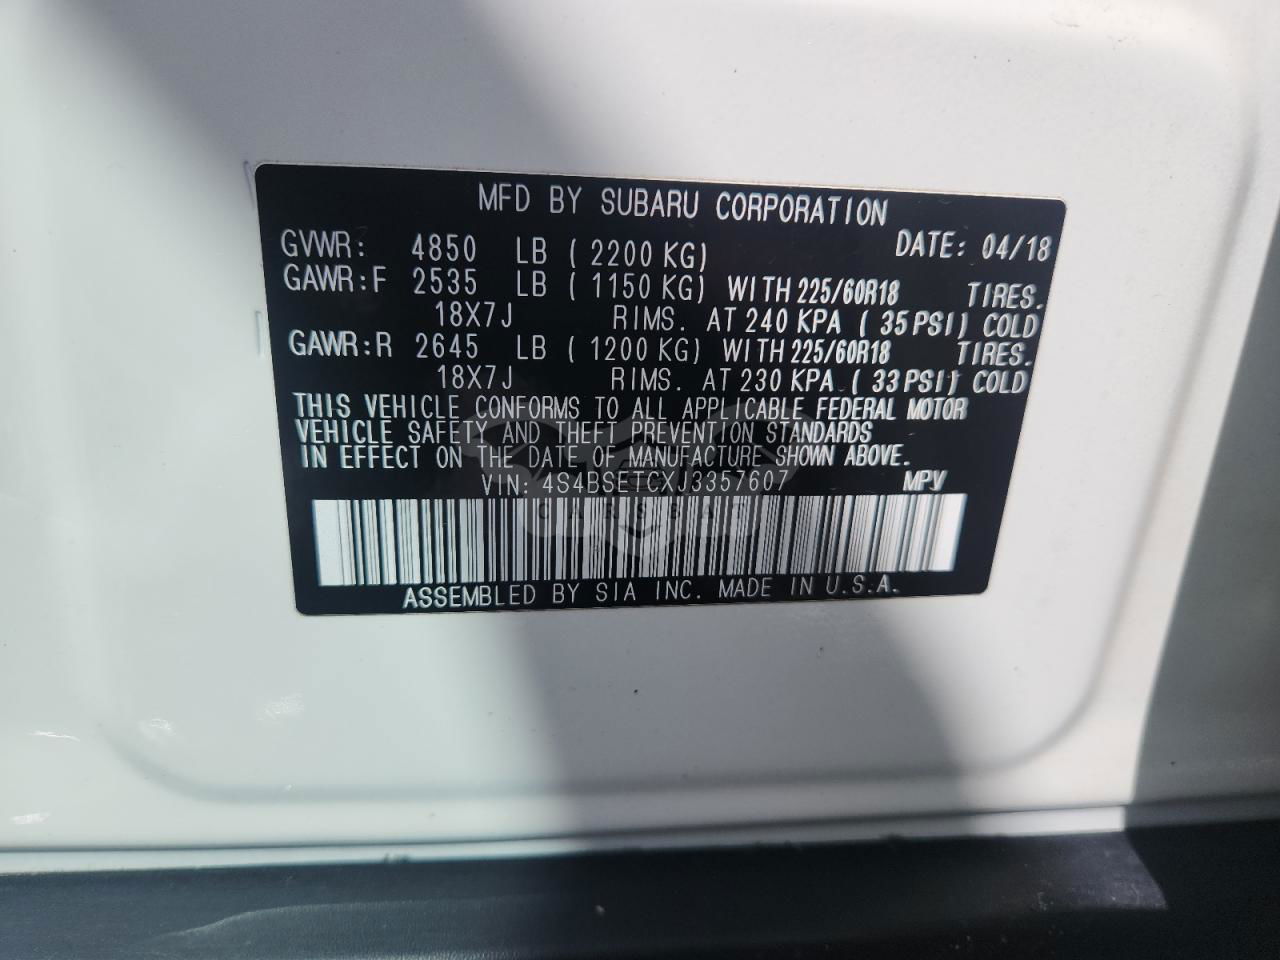 MFD BY SUBARU CORPORATION
GVWR: 4850 LB ( 2200 KG) DATE: 04/18
GAWR:F 2535 LB ( 1150 KG) WITH 225/60R18 TIRES.
18X7J RIMS. AT 240 KPA ( 35 PSI) COLD
GAWR:R 2645 LB ( 1200 KG) WITH 225/60R18 TIRES.
18X7J RIMS. AT 230 KPA ( 33 PSI) COLD
THIS VEHICLE CONFORMS TO ALL APPLICABLE FEDERAL MOTOR
VEHICLE SAFETY AND THEFT PREVENTION STANDARDS
IN EFFECT ON THE DATE OF MANUFACTURE SHOWN ABOVE.
VIN: 4S4BSETCXJ3357607 MPV
ASSEMBLED BY SIA INC. MADE IN U.S.A.